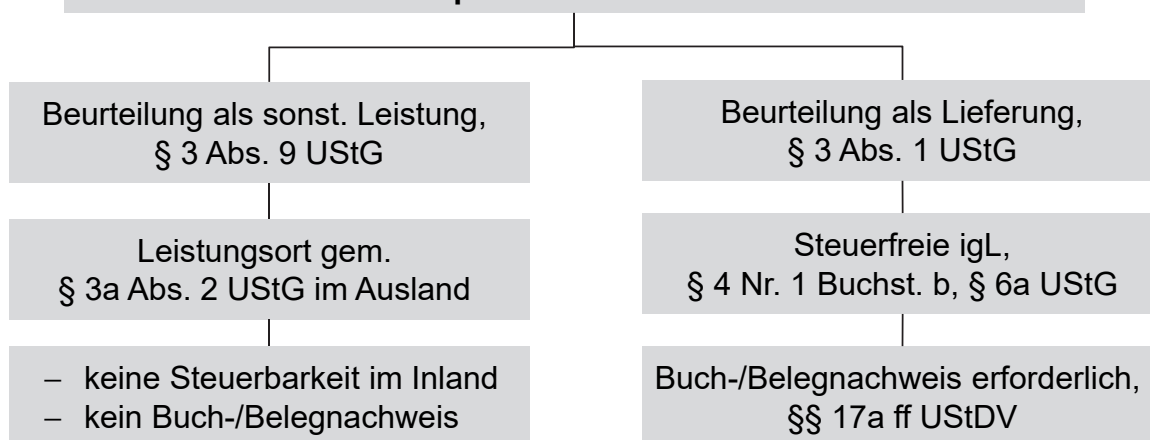 Beurteilung als sonst. Leistung,
§ 3 Abs. 9 UStG
Leistungsort gem.
§ 3a Abs. 2 UStG im Ausland
– keine Steuerbarkeit im Inland
– kein Buch-/Belegnachweis
Beurteilung als Lieferung,
§ 3 Abs. 1 UStG
Steuerfreie igL,
§ 4 Nr. 1 Buchst. b, § 6a UStG
Buch-/Belegnachweis erforderlich,
§§ 17a ff UStDV